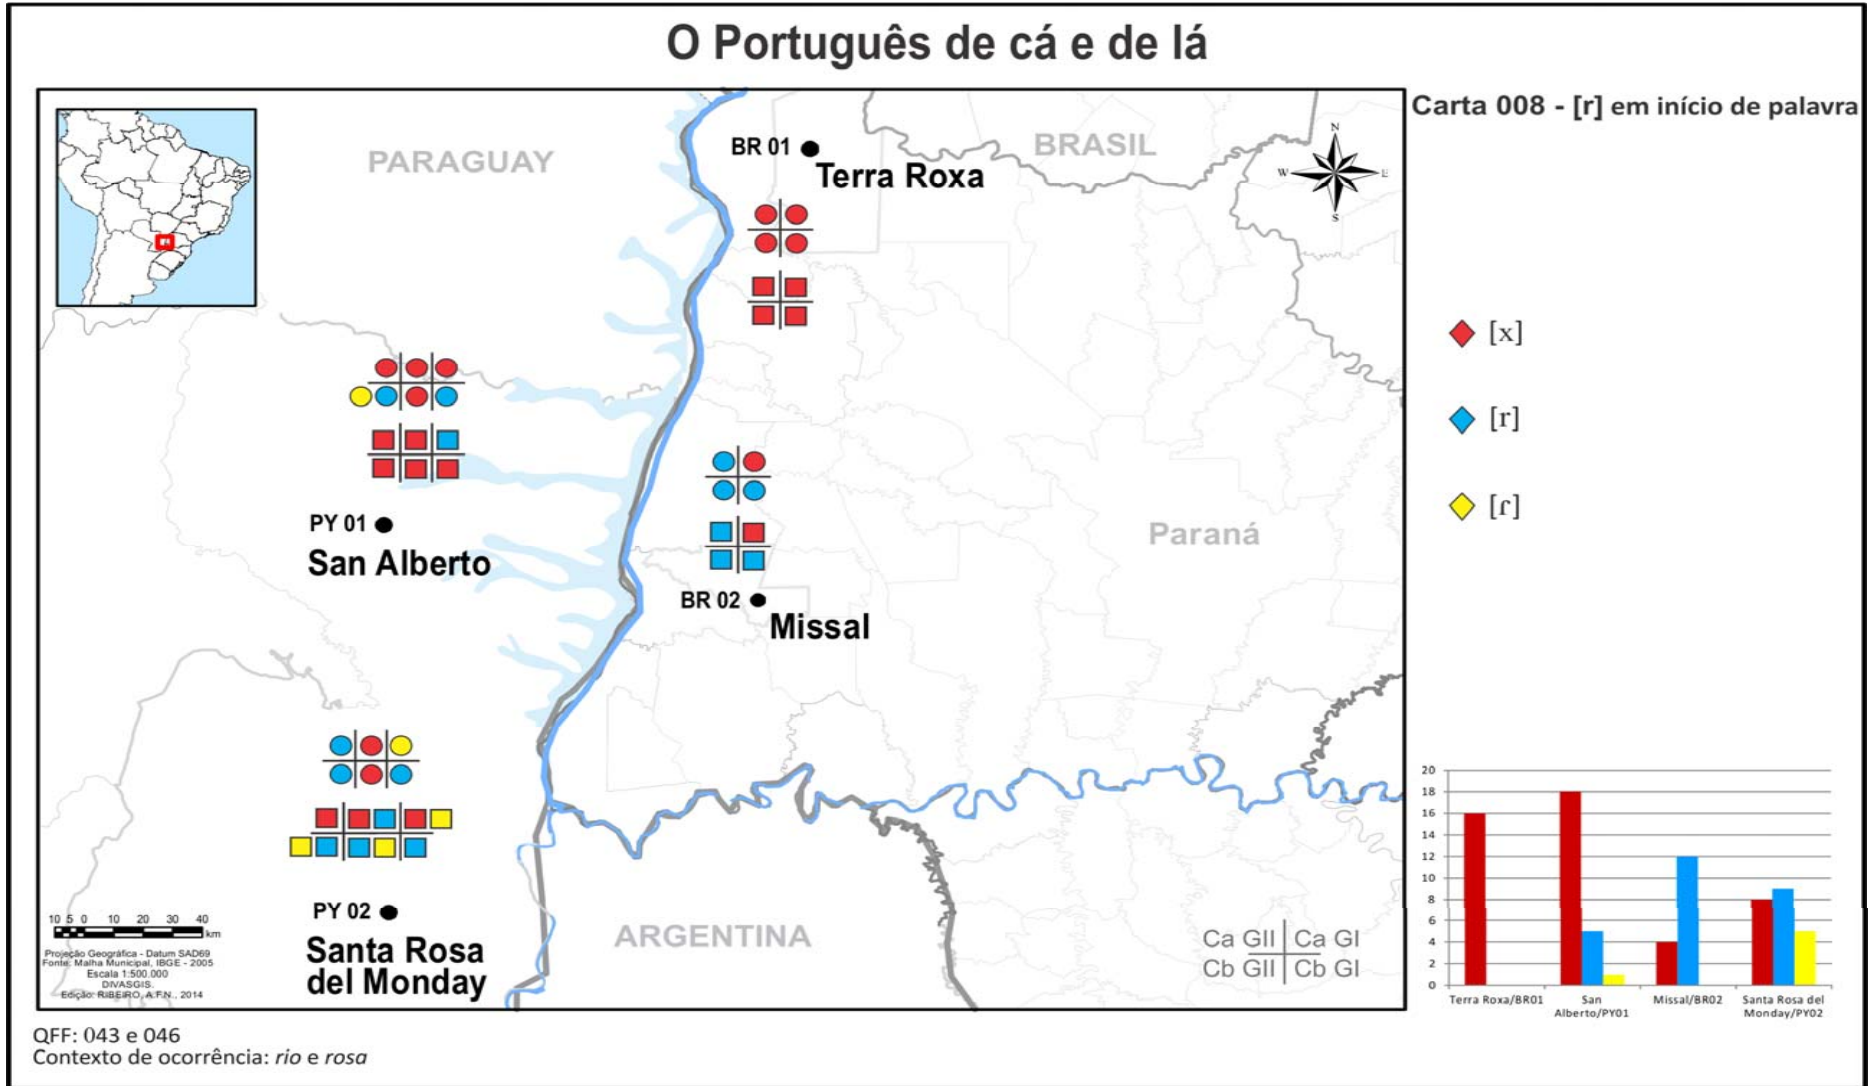 O Português de cá e de lá
Carta 008 - [r] em início de palavra
PARAGUAY
BRASIL
BR 01
Terra Roxa
N
W
E
S
[x]
[r]
[ɾ]
PY 01
San Alberto
BR 02
Missal
Paraná
PY 02
Santa Rosa
del Monday
ARGENTINA
Ca GII Ca GI
Cb GII Cb GI
10 5 0 10 20 30 40
km
Projeção Geográfica - Datum SAD69
Fonte: Malha Municipal, IBGE - 2005
Escala 1:500.000
DIVASGIS.
Edição: RIBEIRO, A.F.N., 2014
20
18
16
14
12
10
8
6
4
2
0
Terra Roxa/BR01
San
Alberto/PY01
Missal/BR02
Santa Rosa del
Monday/PY02
QFF: 043 e 046
Contexto de ocorrência: rio e rosa